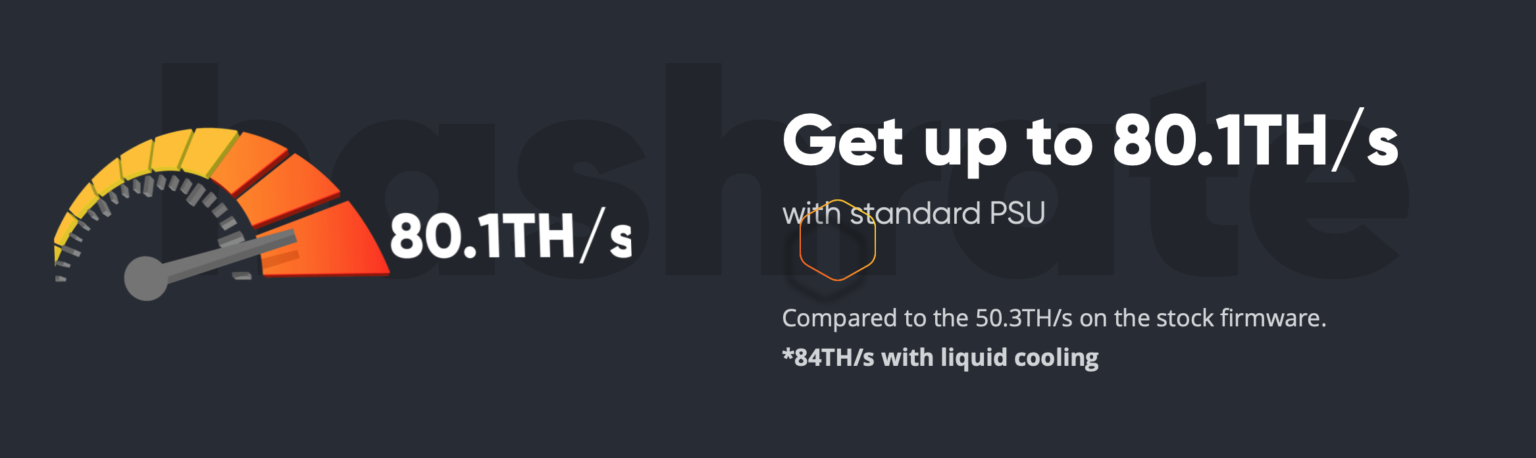 hashrate
80.1TH/s
Get up to 80.1TH/s
with standard PSU
Compared to the 50.3TH/s on the stock firmware.
*84TH/s with liquid cooling